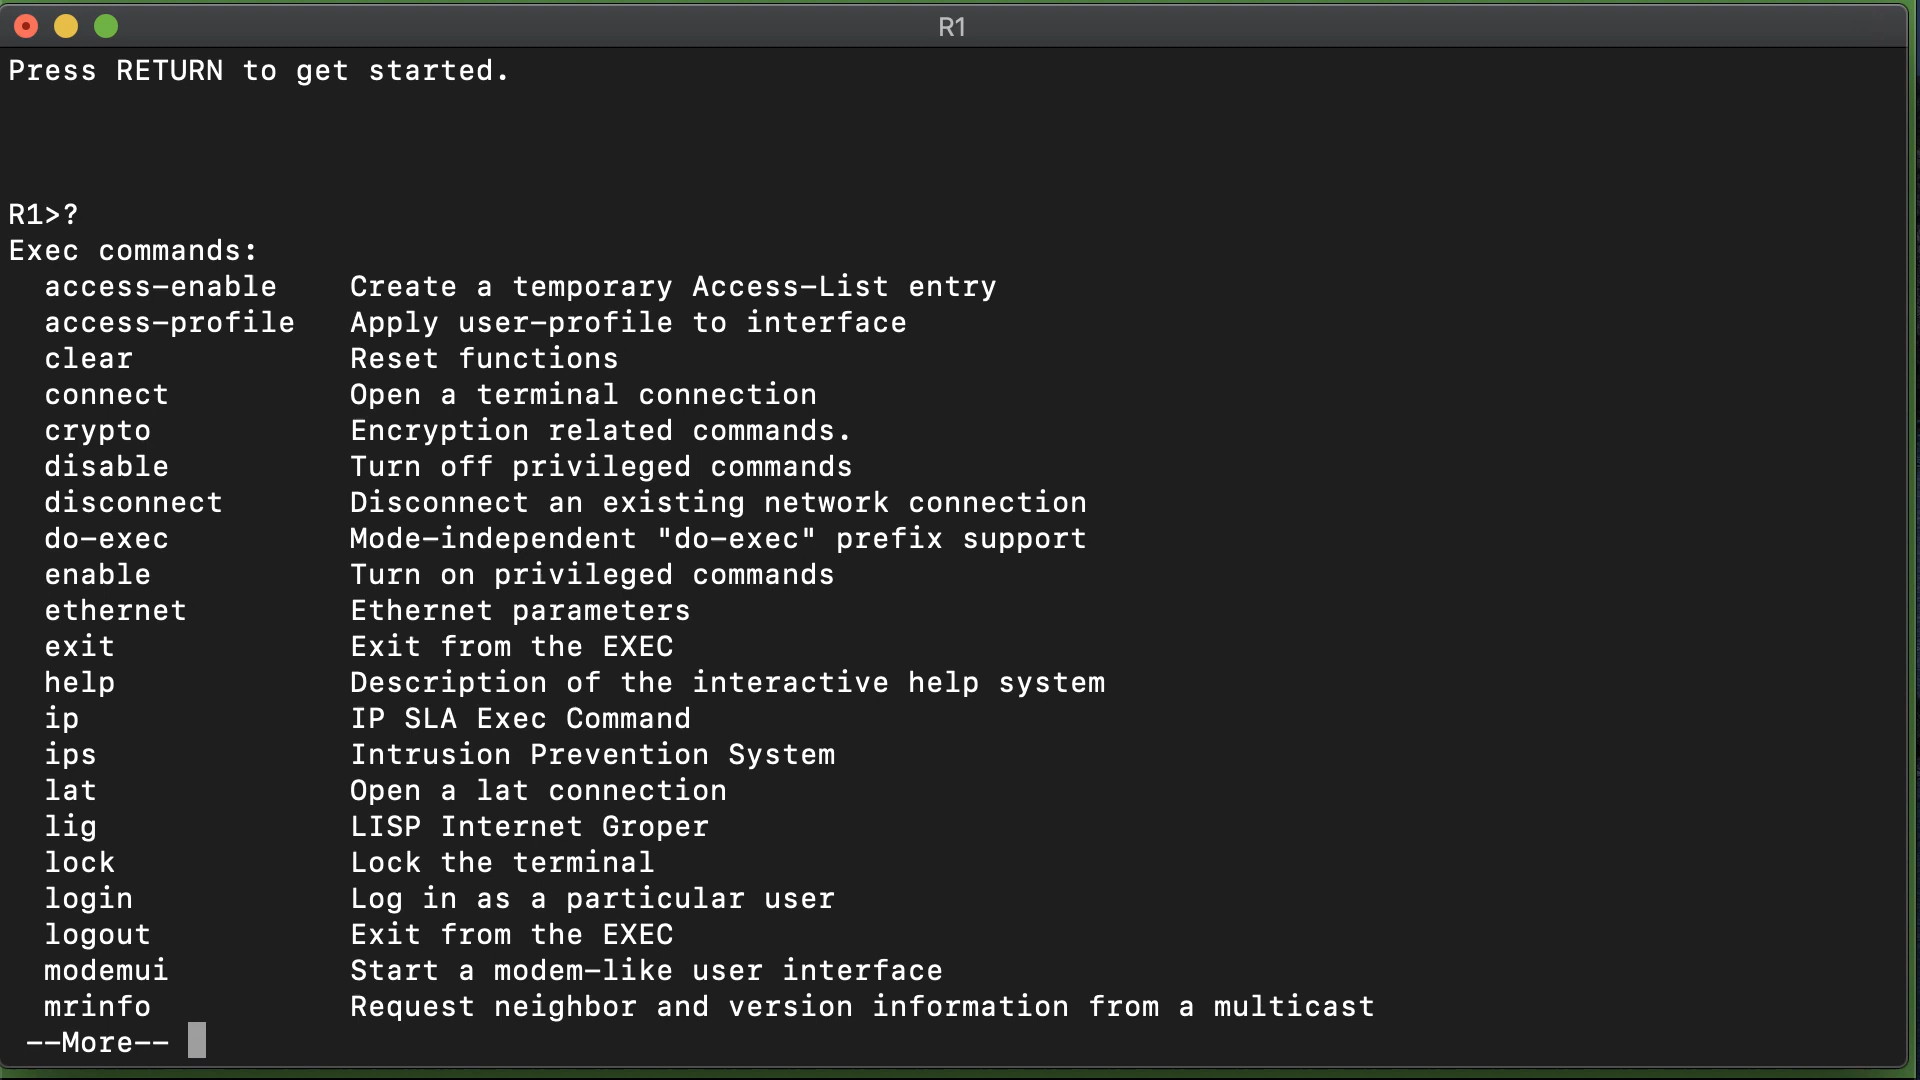 R1
Press RETURN to get started.
R1>?
Exec commands:
  access-enable    Create a temporary Access-List entry
  access-profile   Apply user-profile to interface
  clear            Reset functions
  connect          Open a terminal connection
  crypto           Encryption related commands.
  disable          Turn off privileged commands
  disconnect       Disconnect an existing network connection
  do-exec          Mode-independent "do-exec" prefix support
  enable           Turn on privileged commands
  ethernet         Ethernet parameters
  exit             Exit from the EXEC
  help             Description of the interactive help system
  ip               IP SLA Exec Command
  ips              Intrusion Prevention System
  lat              Open a lat connection
  lig              LISP Internet Groper
  lock             Lock the terminal
  login            Log in as a particular user
  logout           Exit from the EXEC
  modemui          Start a modem-like user interface
  mrinfo           Request neighbor and version information from a multicast
 --More--